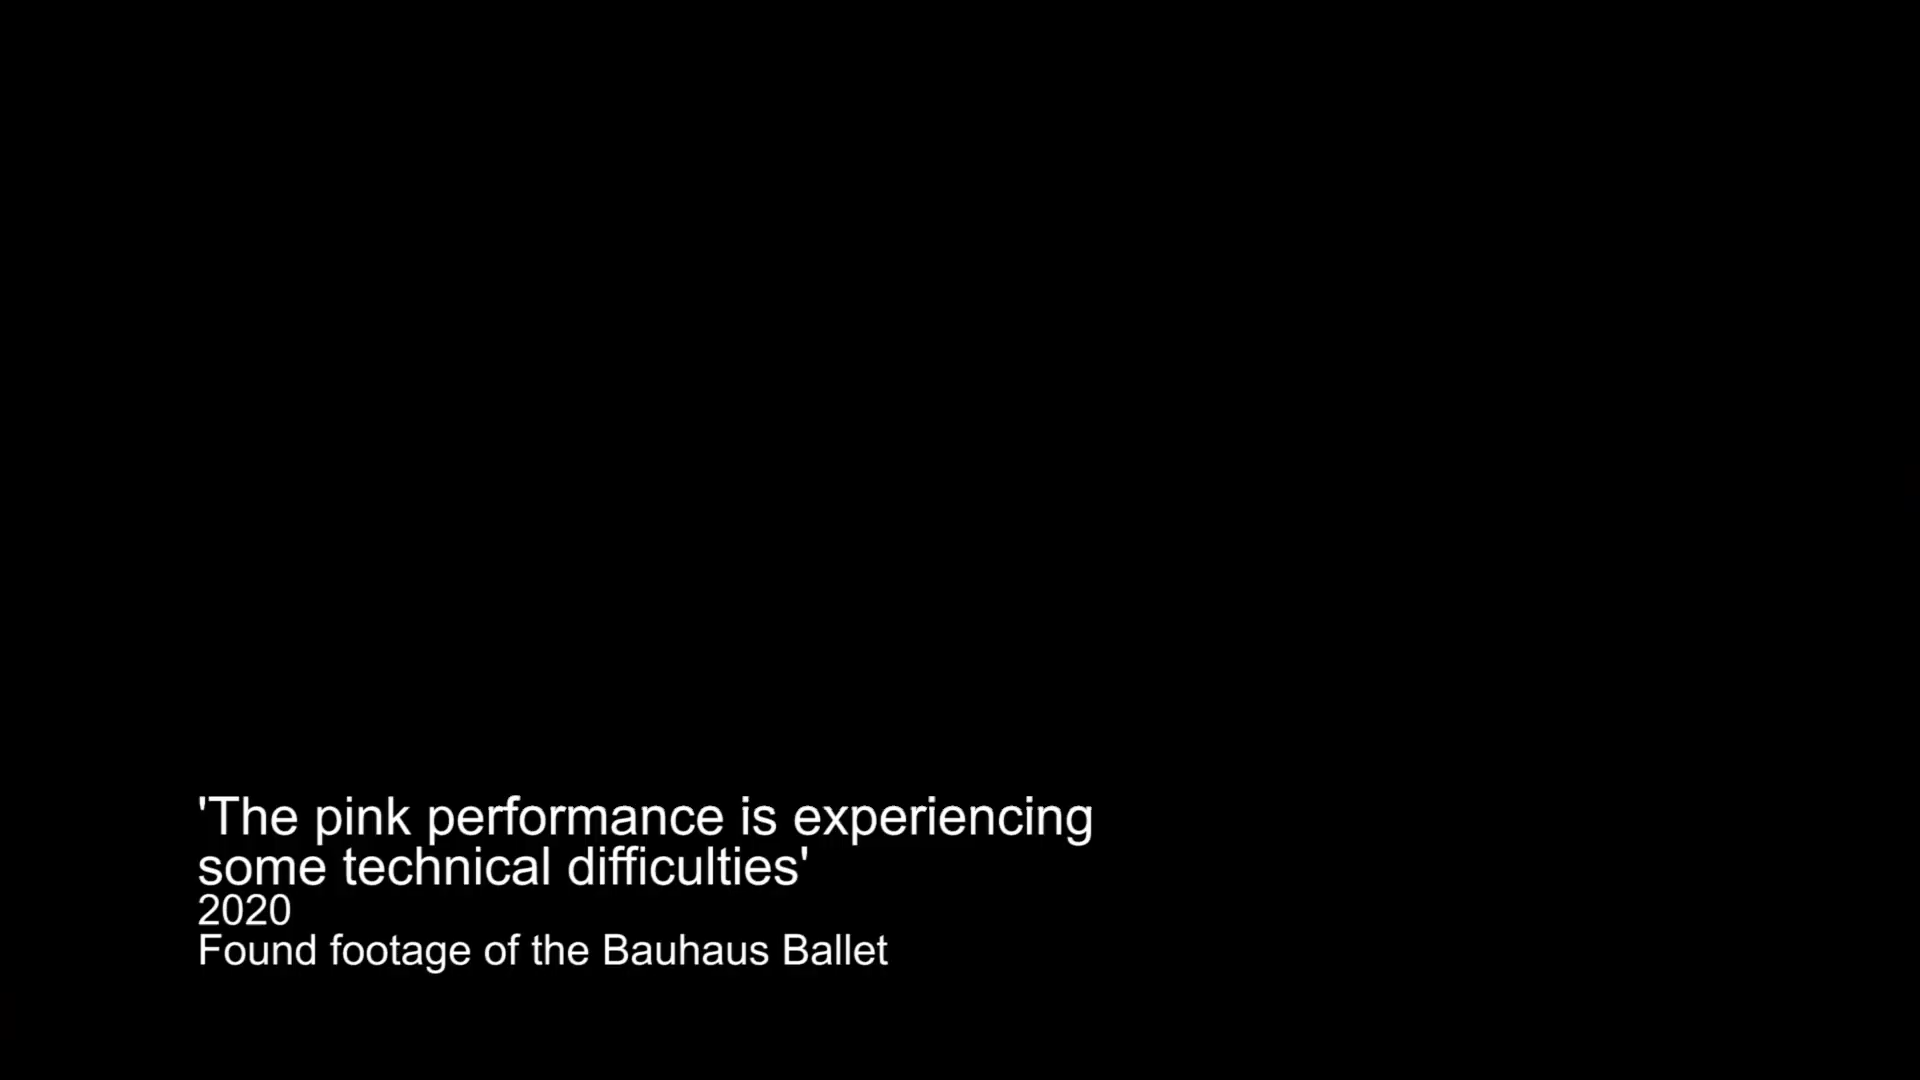 'The pink performance is experiencing
some technical difficulties'
2020
Found footage of the Bauhaus Ballet